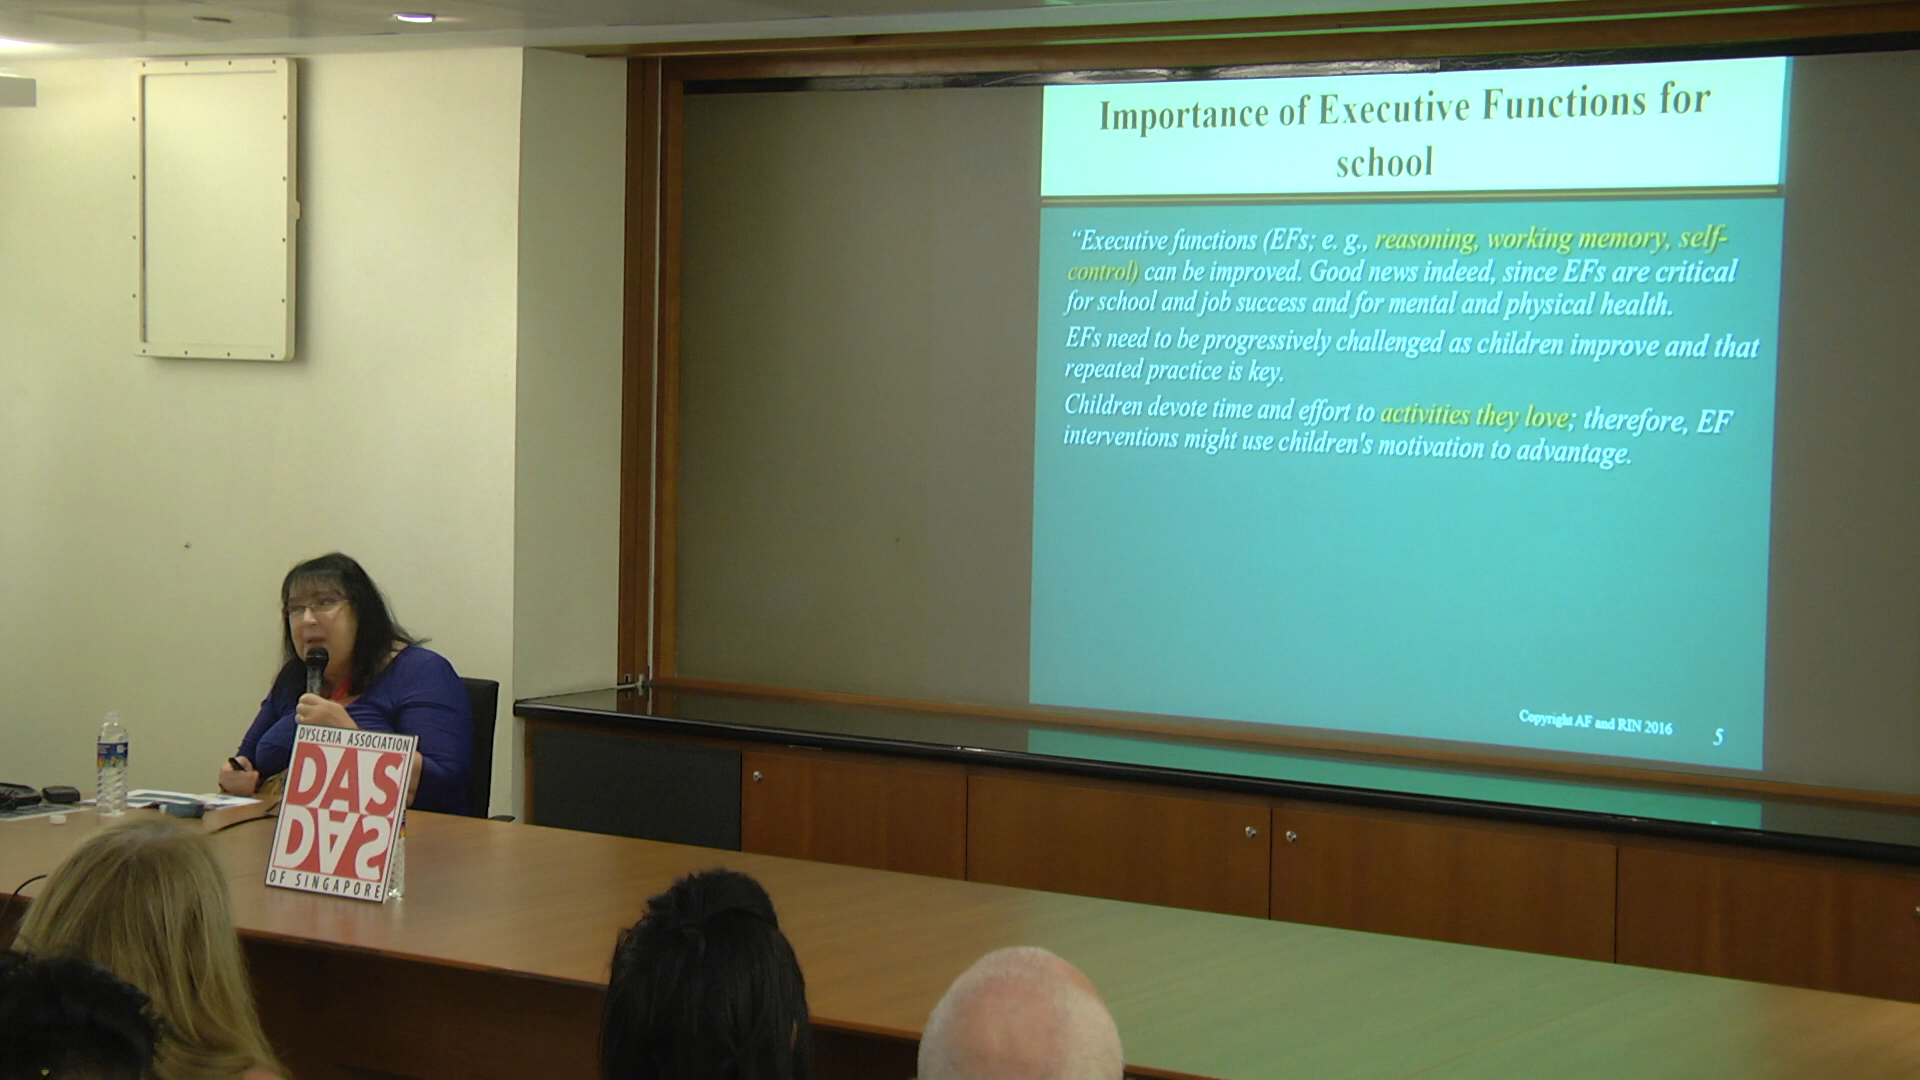 Importance of Executive Functions for
school
“Executive functions (EFs; e. g., reasoning, working memory, self-
control) can be improved. Good news indeed, since EFs are critical
for school and job success and for mental and physical health.
EFs need to be progressively challenged as children improve and that
repeated practice is key.
Children devote time and effort to activities they love; therefore, EF
interventions might use children's motivation to advantage.
Copyright AF and RIN 2016
5
DYSLEXIA ASSOCIATION
DAS
DAS
OF SINGAPORE